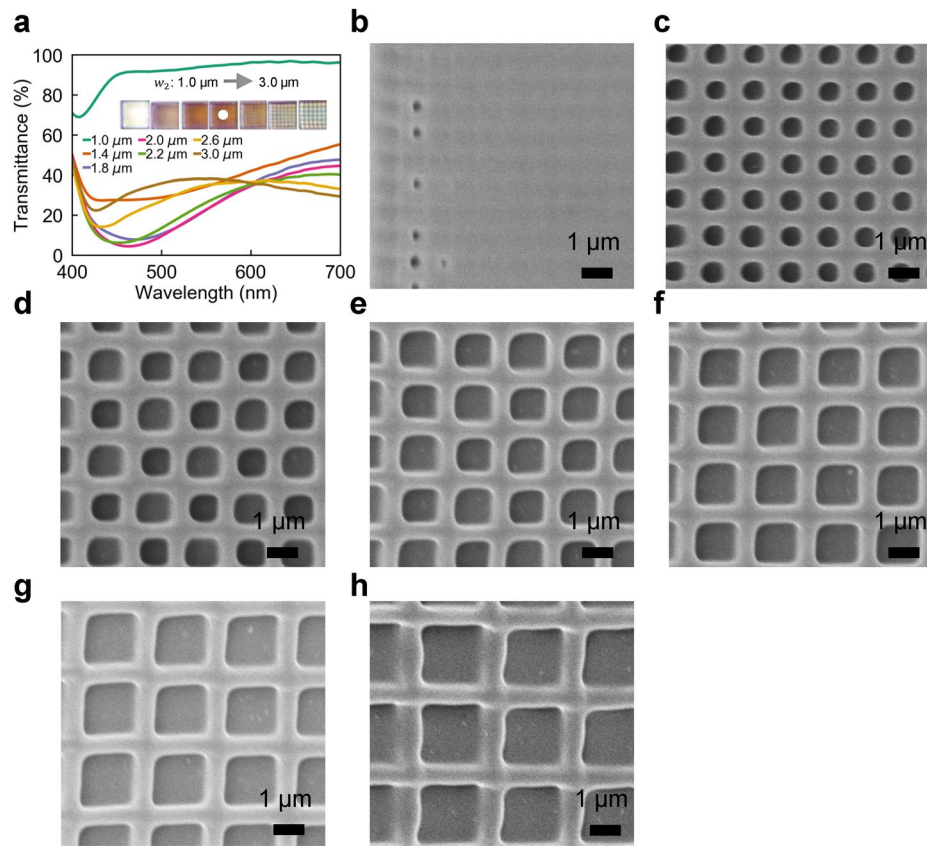 a
b
c
100
80
60
40
20
0
Transmittance (%)
w₂: 1.0 µm
3.0 µm
1.0 µm
2.0 µm
2.6 µm
1.4 µm
2.2 µm
3.0 µm
1.8 µm
400
500
600
700
Wavelength (nm)
1 µm
1 µm
d
e
f
1 µm
1 µm
1 µm
g
h
1 µm
1 µm